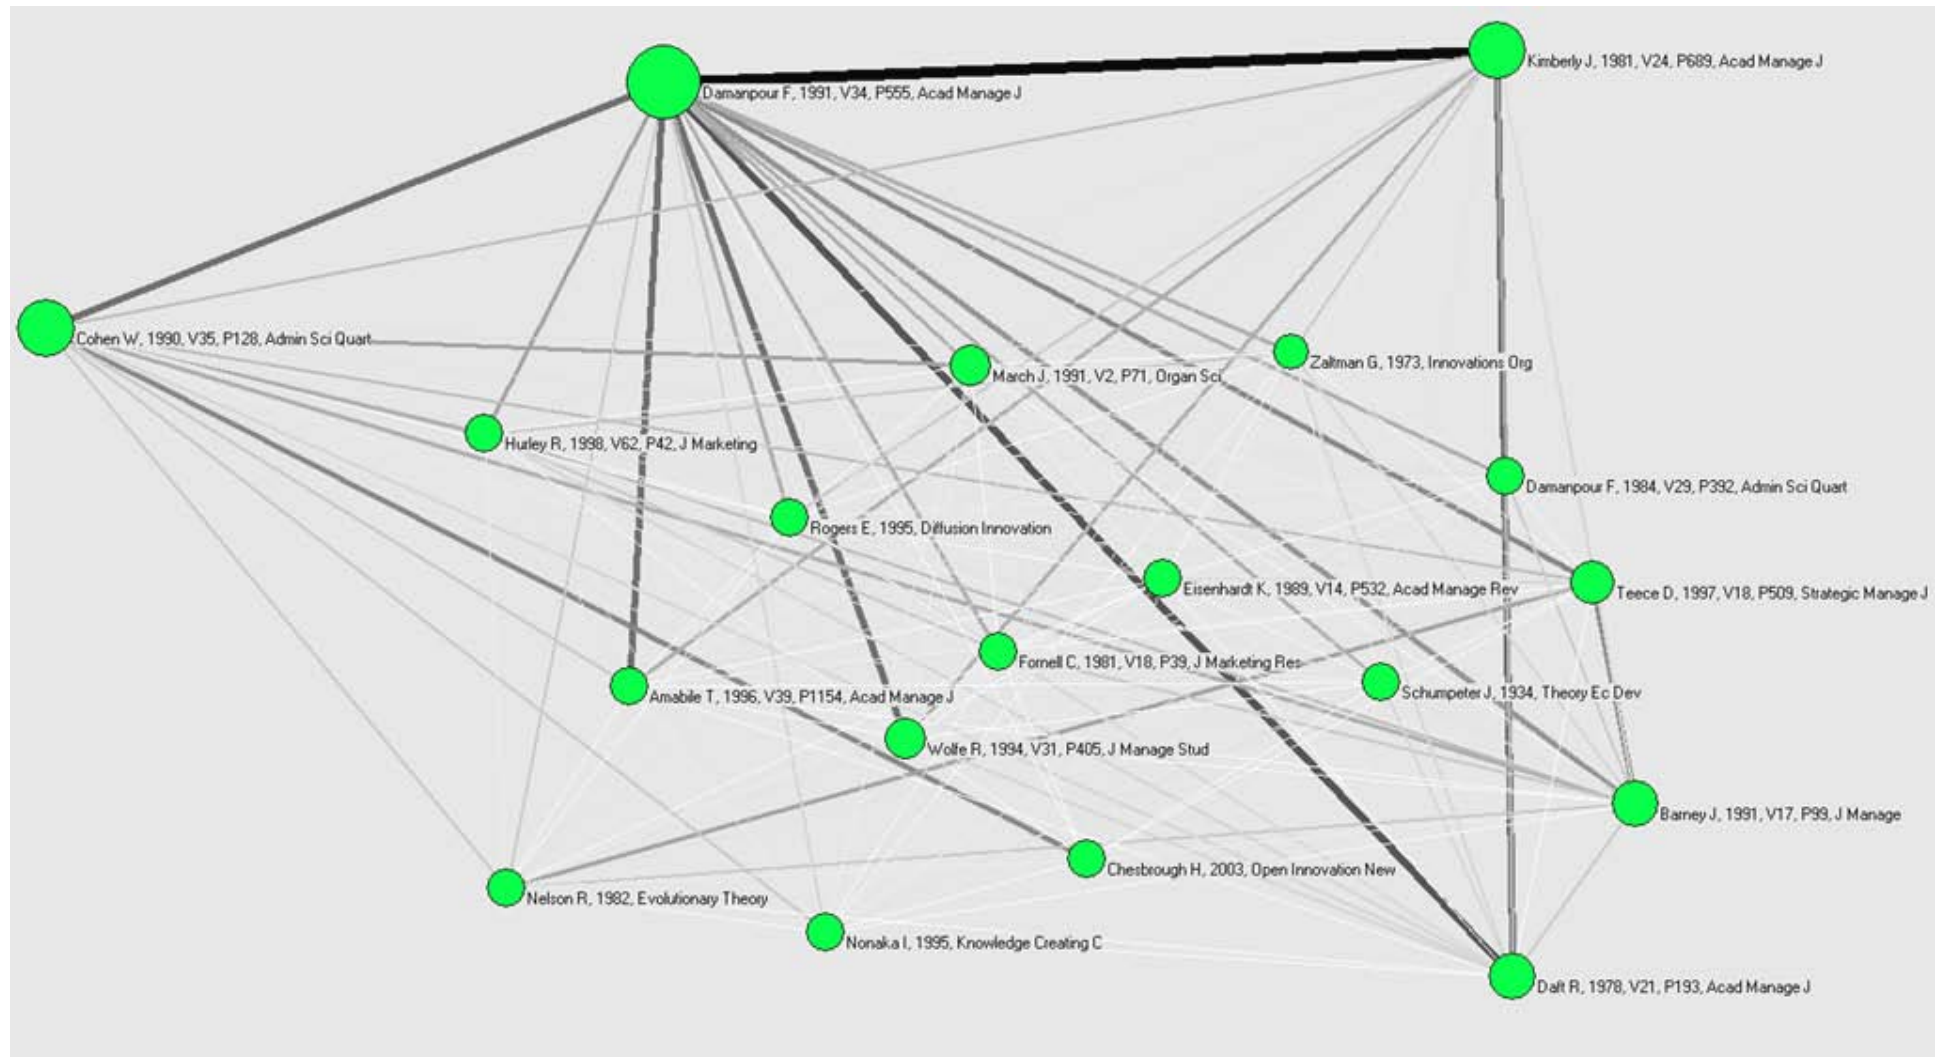 Kimberly J, 1981, V24, P689, Acad Manage J
Damanpour F, 1991, V34, P555, Acad Manage J
Cohen W, 1990, V35, P128, Admin Sci Quart
Zaltman G, 1973, Innovations Org
March J, 1991, V2, P71, Organ Sci
Hurley R, 1998, V62, P42, J Marketing
Damanpour F, 1984, V29, P392, Admin Sci Quart
Rogers E, 1995, Diffusion Innovation
Eisenhardt K, 1989, V14, P532, Acad Manage Rev
Teece D, 1997, V18, P509, Strategic Manage J
Fornell C, 1981, V18, P39, J Marketing Res
Schumpeter J, 1934, Theory Ec Dev
Amabile T, 1996, V39, P1154, Acad Manage J
Wolfe R, 1994, V31, P405, J Manage Stud
Barney J, 1991, V17, P99, J Manage
Chesbrough H, 2003, Open Innovation New
Nelson R, 1982, Evolutionary Theory
Nonaka I, 1995, Knowledge Creating C
Daft R, 1978, V21, P193, Acad Manage J